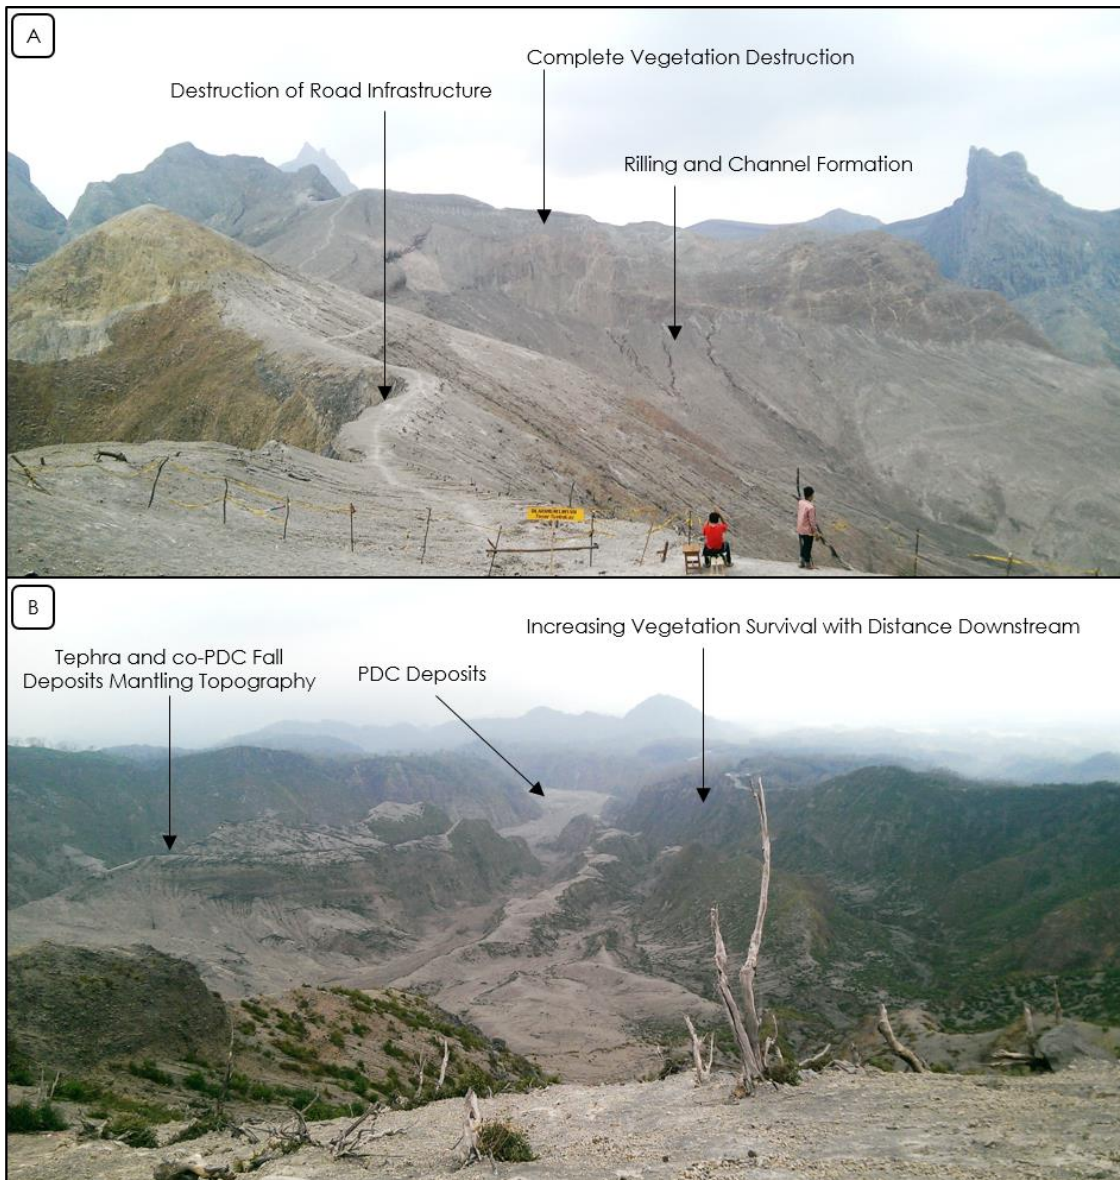 A
Complete Vegetation Destruction
Destruction of Road Infrastructure
Rilling and Channel Formation
B
Increasing Vegetation Survival with Distance Downstream
Tephra and co-PDC Fall
Deposits Mantling Topography
PDC Deposits